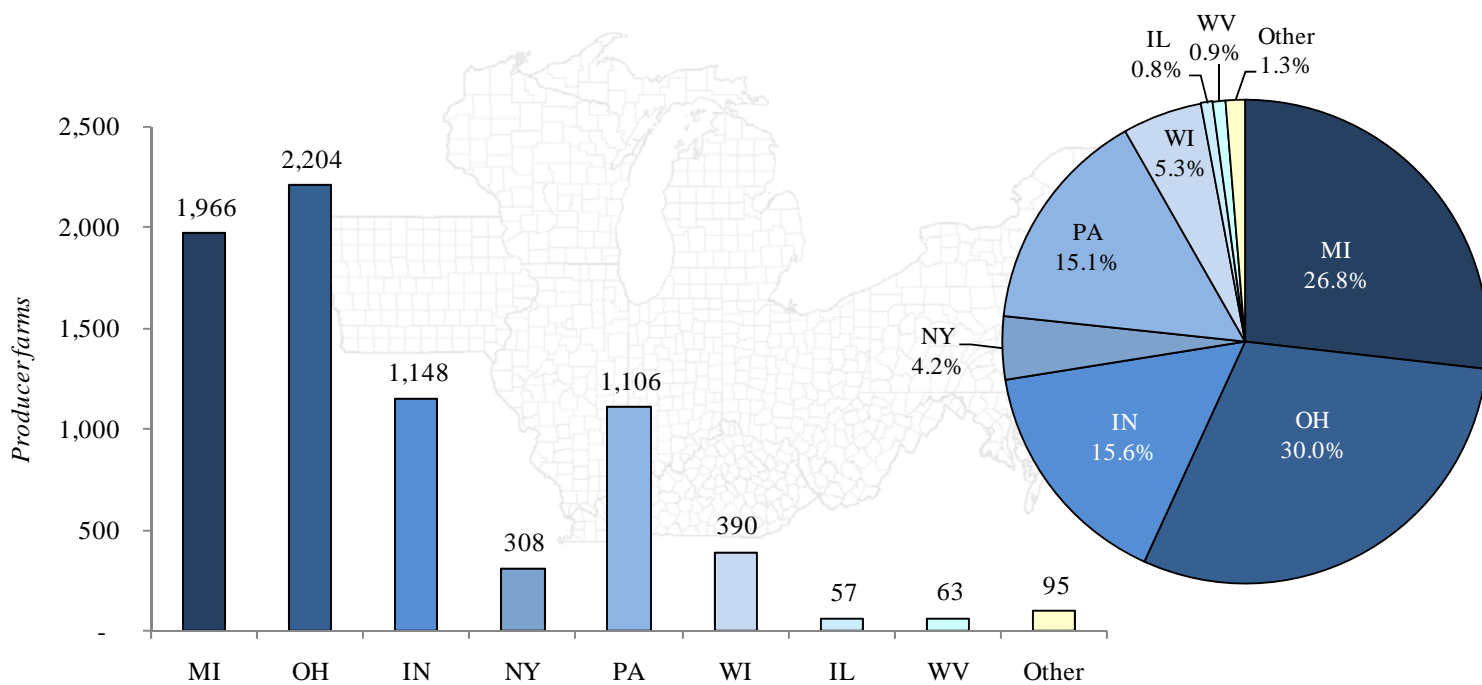 Producer farms
2,500
2,000
1,500
1,000
500
-
1,966
2,204
1,148
308
1,106
390
57
63
95
MI
OH
IN
NY
PA
WI
IL
WV
Other
MI
26.8%
OH
30.0%
IN
15.6%
NY
4.2%
PA
15.1%
WI
5.3%
IL
0.8%
WV
0.9%
Other
1.3%